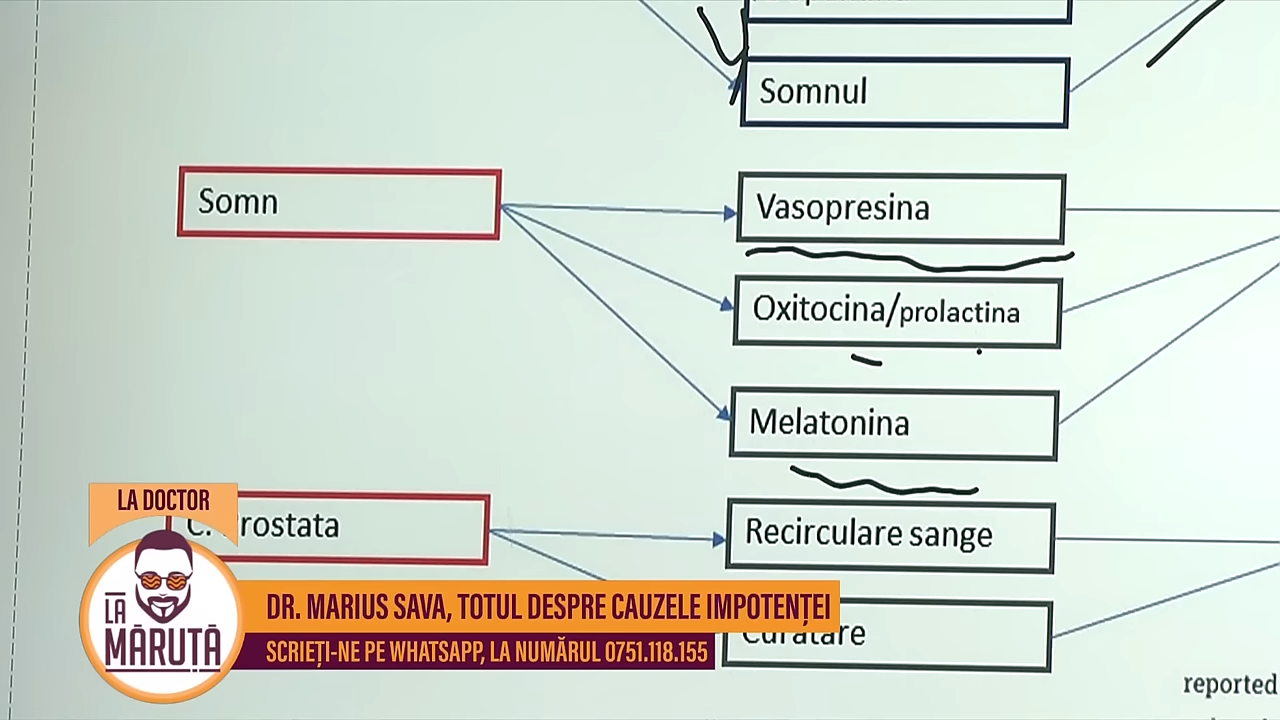 Somnul
Somn
Vasopresina
Oxitocina/prolactina
Melatonina
LA DOCTOR
Recirculare sange
DR. MARIUS SAVA, TOTUL DESPRE CAUZELE IMPOTENȚEI
Curatare
LA
MĂRUȚĂ
SCRIEȚI-NE PE WHATSAPP, LA NUMĂRUL 0751.118.155
reported